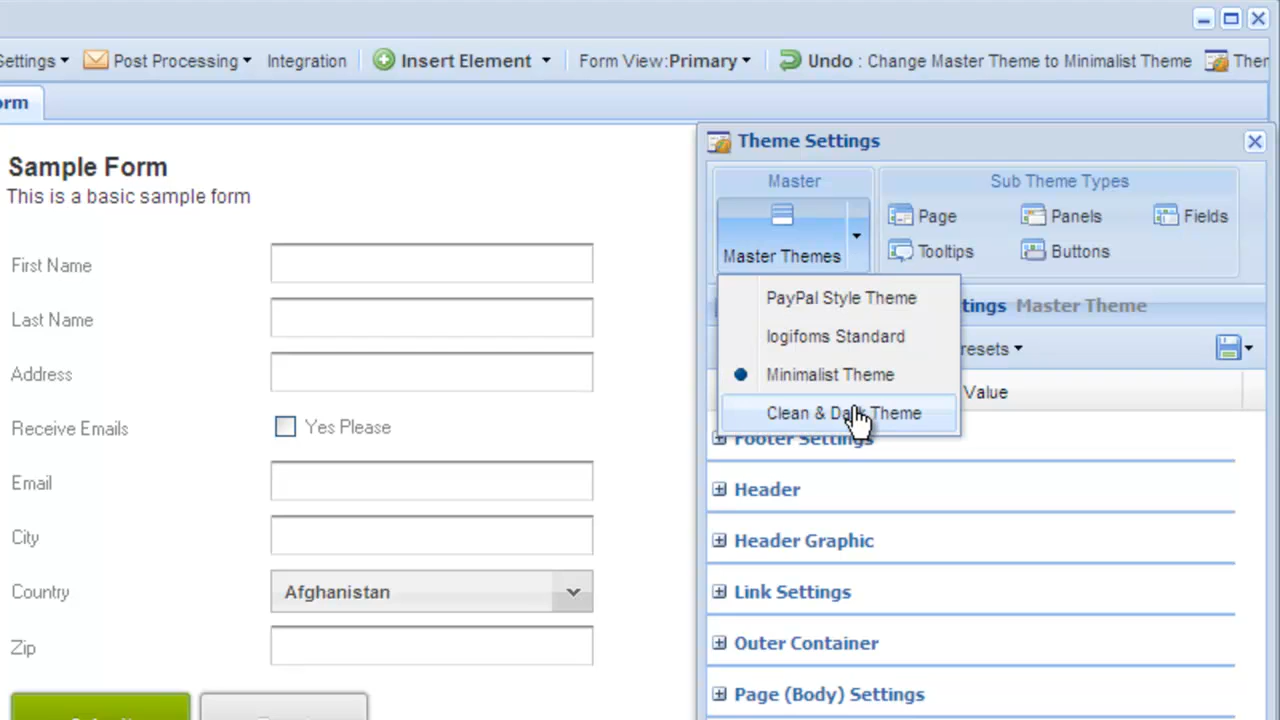 Settings
Post Processing
Integration
Insert Element
Form View:Primary
Undo : Change Master Theme to Minimalist Theme
Sample Form
This is a basic sample form
First Name
Last Name
Address
Receive Emails
Yes Please
Email
City
Country
Afghanistan
Zip
Theme Settings
Master
Master Themes
Sub Theme Types
Page
Panels
Fields
Tooltips
Buttons
PayPal Style Theme
logifoms Standard
Minimalist Theme
Clean & Dark Theme
Master Theme
Value
Footer Settings
Header
Header Graphic
Link Settings
Outer Container
Page (Body) Settings